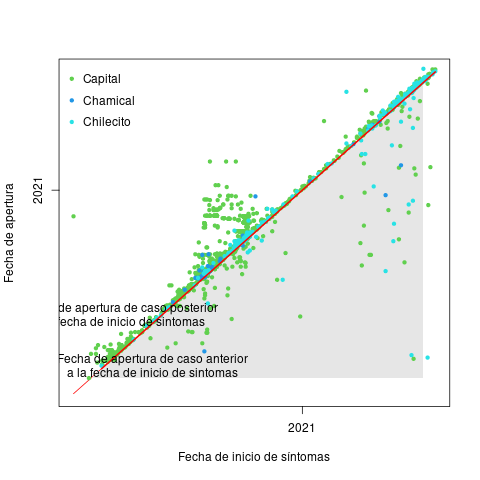 Capital
Chamical
Chilecito
Fecha de apertura
2021
de apertura de caso posterior
fecha de inicio de síntomas
Fecha de apertura de caso anterior
a la fecha de inicio de síntomas
2021
Fecha de inicio de síntomas